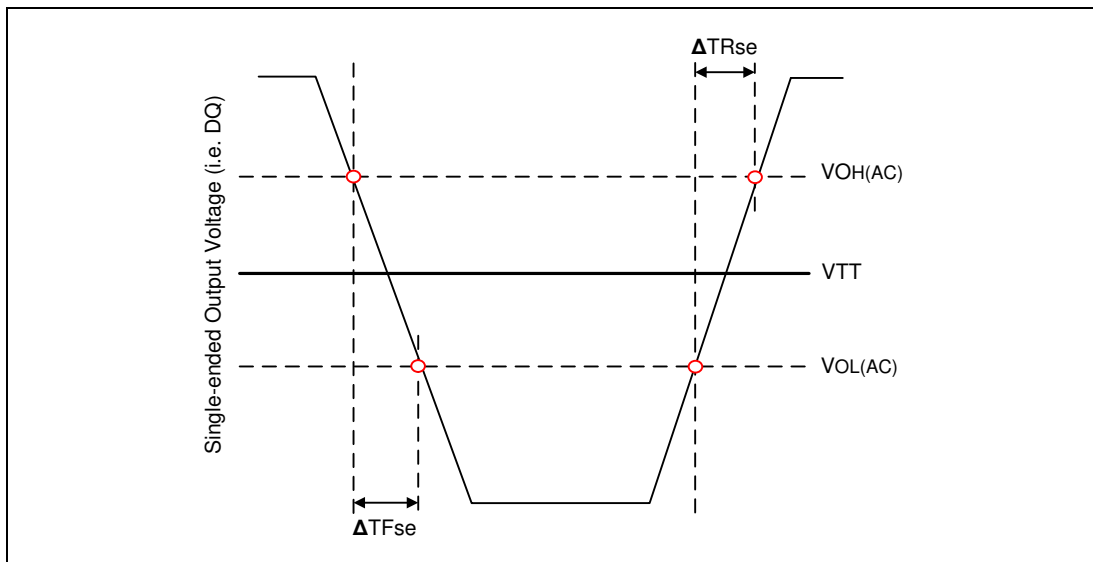 ΔTRse
Single-ended Output Voltage (i.e. DQ)
VOH(AC)
VTT
VOL(AC)
ΔTFse